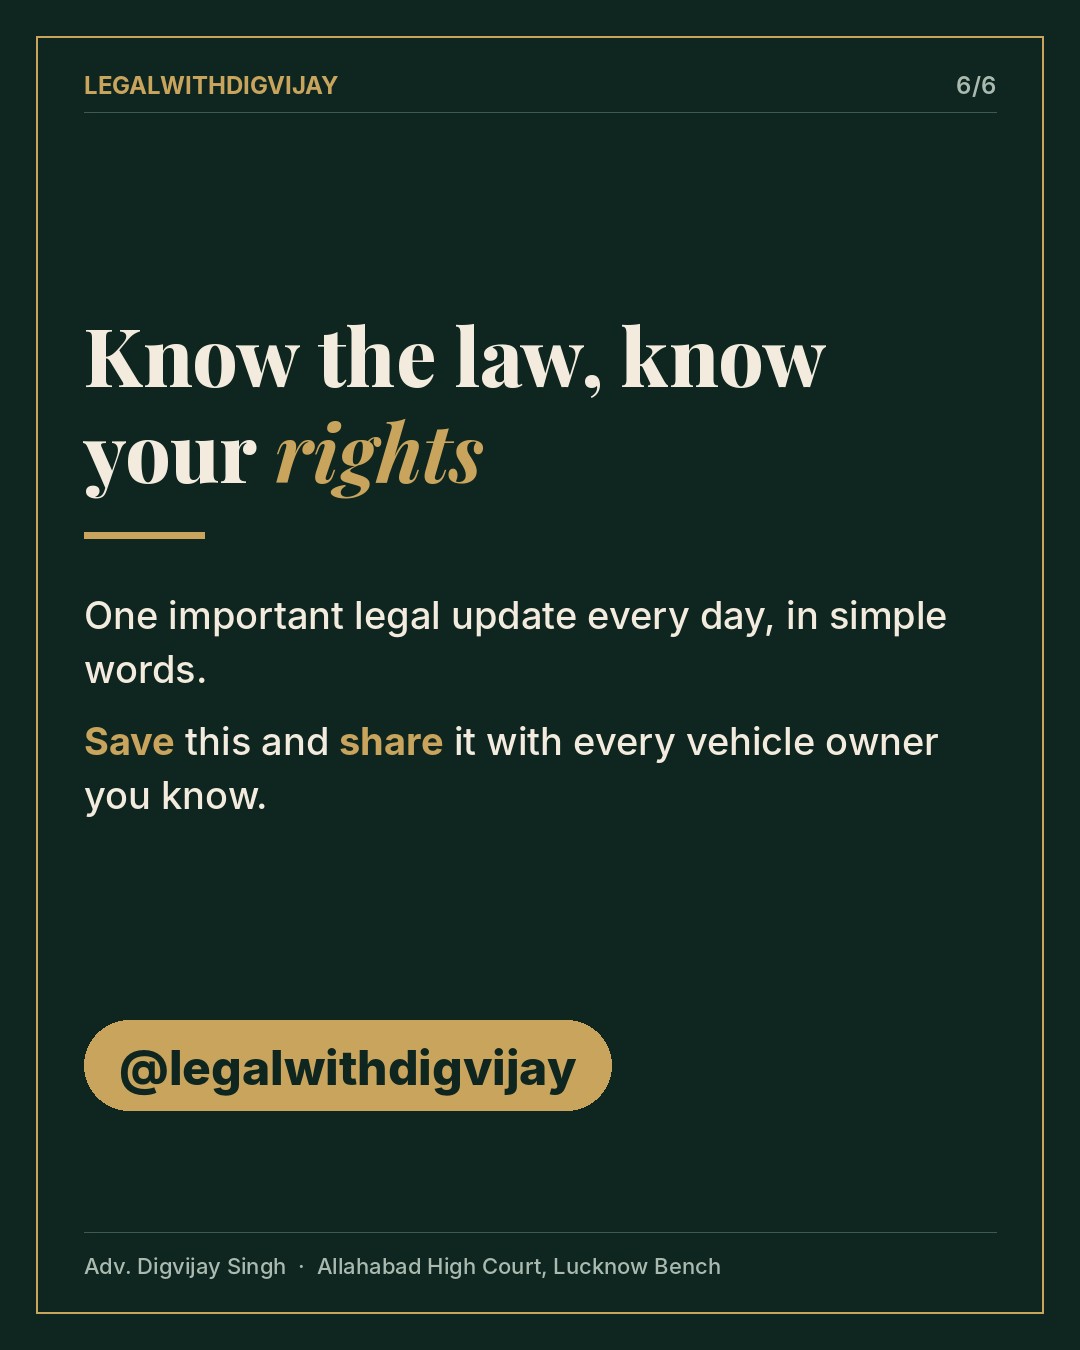 LEGALWITHDIGVIJAY 6/6
Know the law, know
your rights
One important legal update every day, in simple
words.
Save this and share it with every vehicle owner
you know.
@legalwithdigvijay
Adv. Digvijay Singh · Allahabad High Court, Lucknow Bench